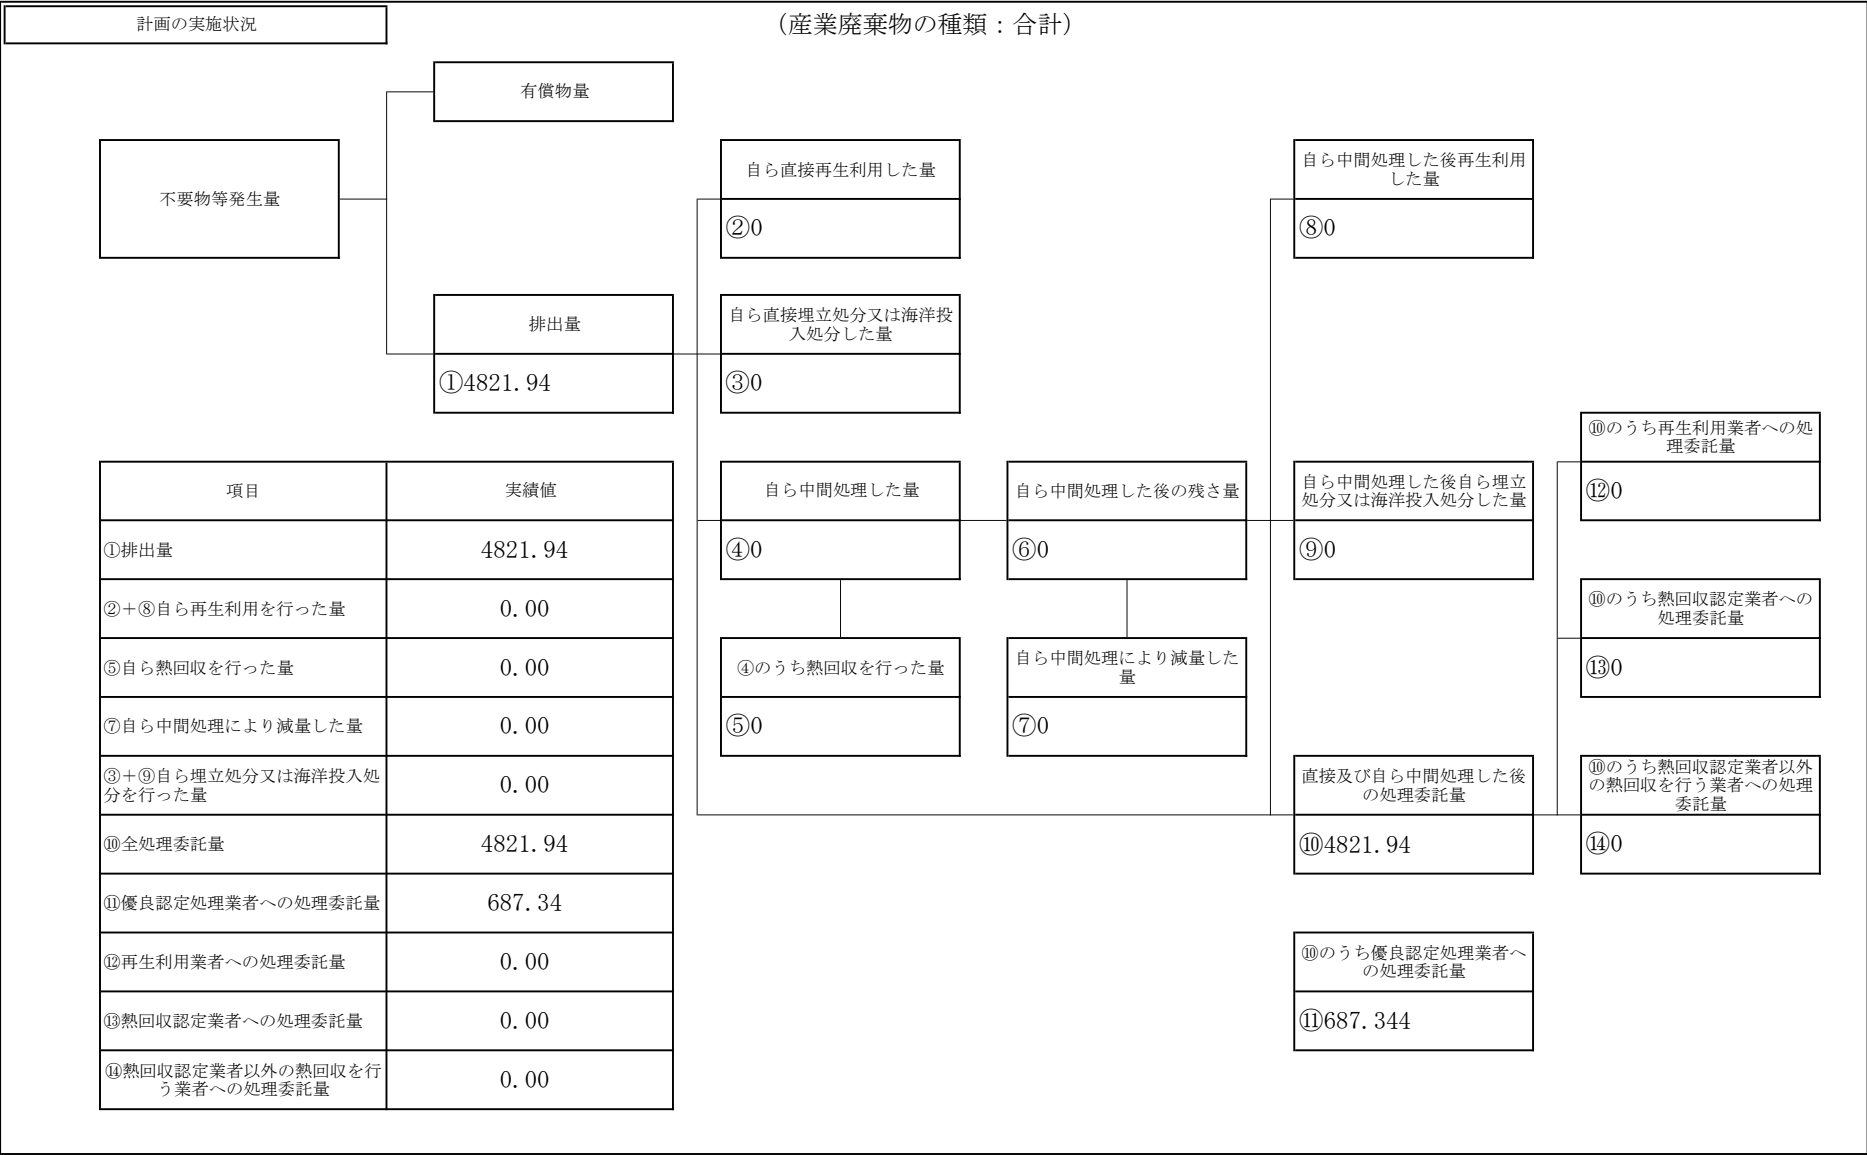 計画の実施状況
（産業廃棄物の種類：合計）
有償物量
不要物等発生量
自ら直接再生利用した量
②0
自ら中間処理した後再生利用
した量
⑧0
排出量
①4821.94
自ら直接埋立処分又は海洋投
入処分した量
③0
⑩のうち再生利用業者への処
理委託量
⑫0
自ら中間処理した量
④0
自ら中間処理した後の残さ量
⑥0
自ら中間処理した後自ら埋立
処分又は海洋投入処分した量
⑨0
⑩のうち熱回収認定業者への
処理委託量
⑬0
④のうち熱回収を行った量
⑤0
自ら中間処理により減量した
量
⑦0
直接及び自ら中間処理した後
の処理委託量
⑩4821.94
⑩のうち熱回収認定業者以外
の熱回収を行う業者への処理
委託量
⑭0
⑩のうち優良認定処理業者へ
の処理委託量
⑪687.344
項目 実績値
①排出量 4821.94
②＋⑧自ら再生利用を行った量 0.00
⑤自ら熱回収を行った量 0.00
⑦自ら中間処理により減量した量 0.00
③＋⑨自ら埋立処分又は海洋投入処
分を行った量 0.00
⑩全処理委託量 4821.94
⑪優良認定処理業者への処理委託量 687.34
⑫再生利用業者への処理委託量 0.00
⑬熱回収認定業者への処理委託量 0.00
⑭熱回収認定業者以外の熱回収を行
う業者への処理委託量 0.00